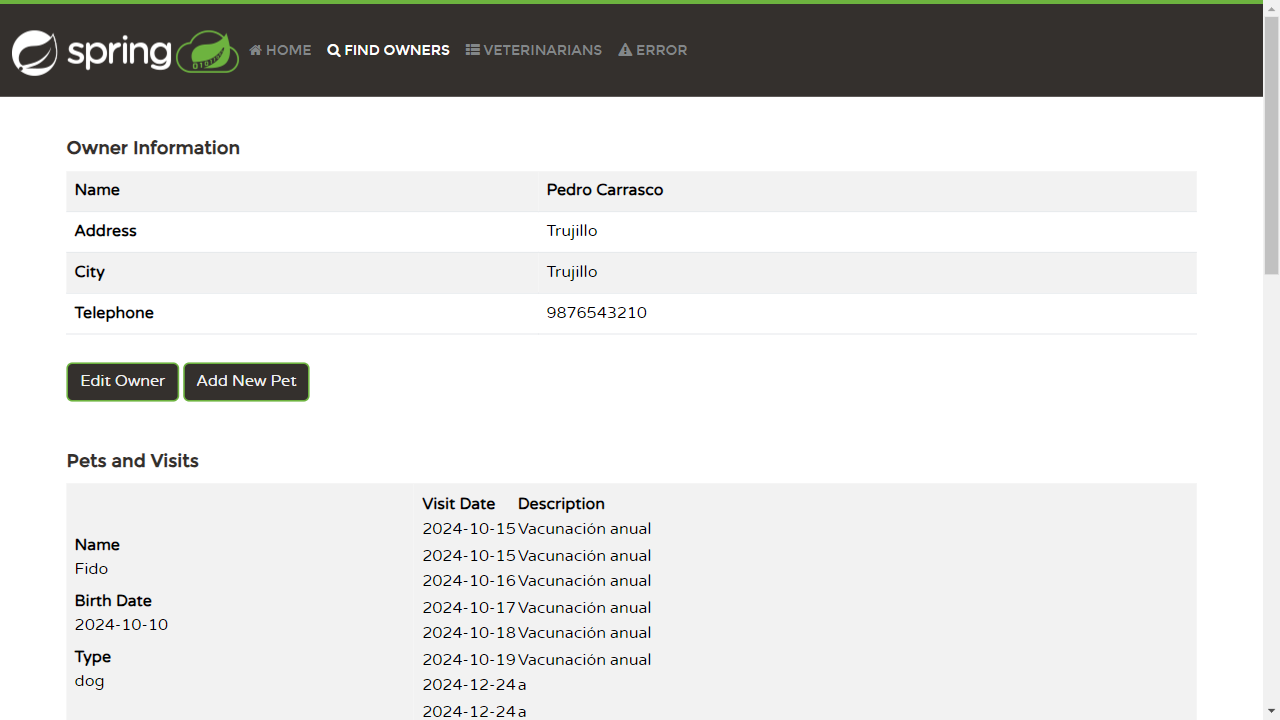 spring HOME FIND OWNERS VETERINARIANS ERROR
Owner Information
Name Pedro Carrasco
Address Trujillo
City Trujillo
Telephone 9876543210
Edit Owner Add New Pet
Pets and Visits
Name
Fido
Birth Date
2024-10-10
Type
dog
Visit Date Description
2024-10-15 Vacunación anual
2024-10-15 Vacunación anual
2024-10-16 Vacunación anual
2024-10-17 Vacunación anual
2024-10-18 Vacunación anual
2024-10-19 Vacunación anual
2024-12-24 a
2024-12-24 a